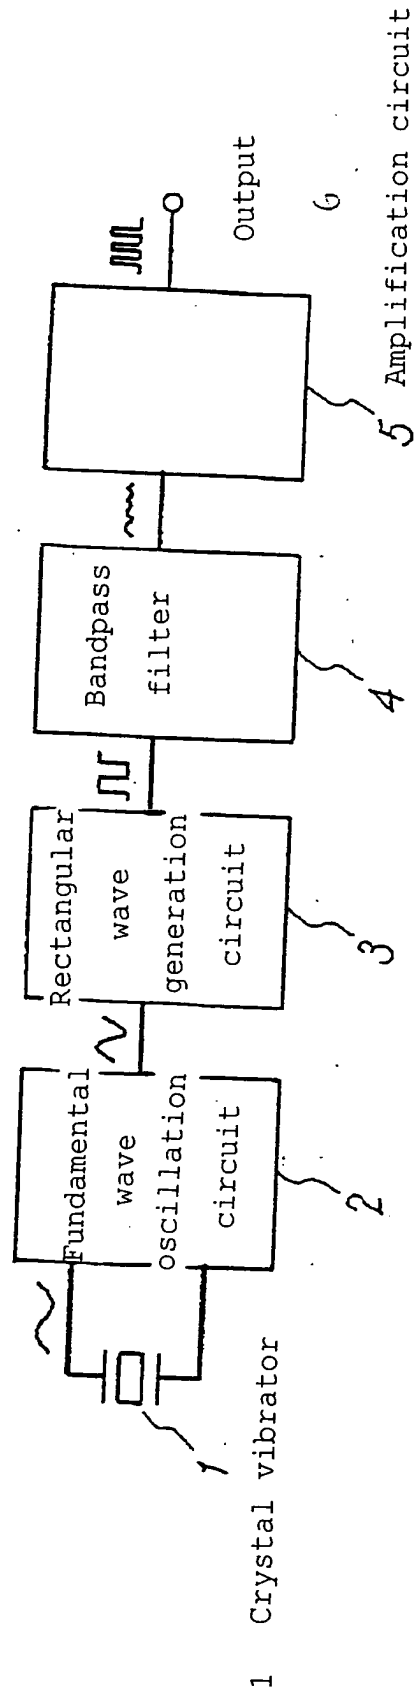 Fundamental
wave
oscillation
circuit
Rectangular
wave
generation
circuit
Bandpass
filter
Output
1
2
3
4
5
6
Amplification circuit
1 Crystal vibrator